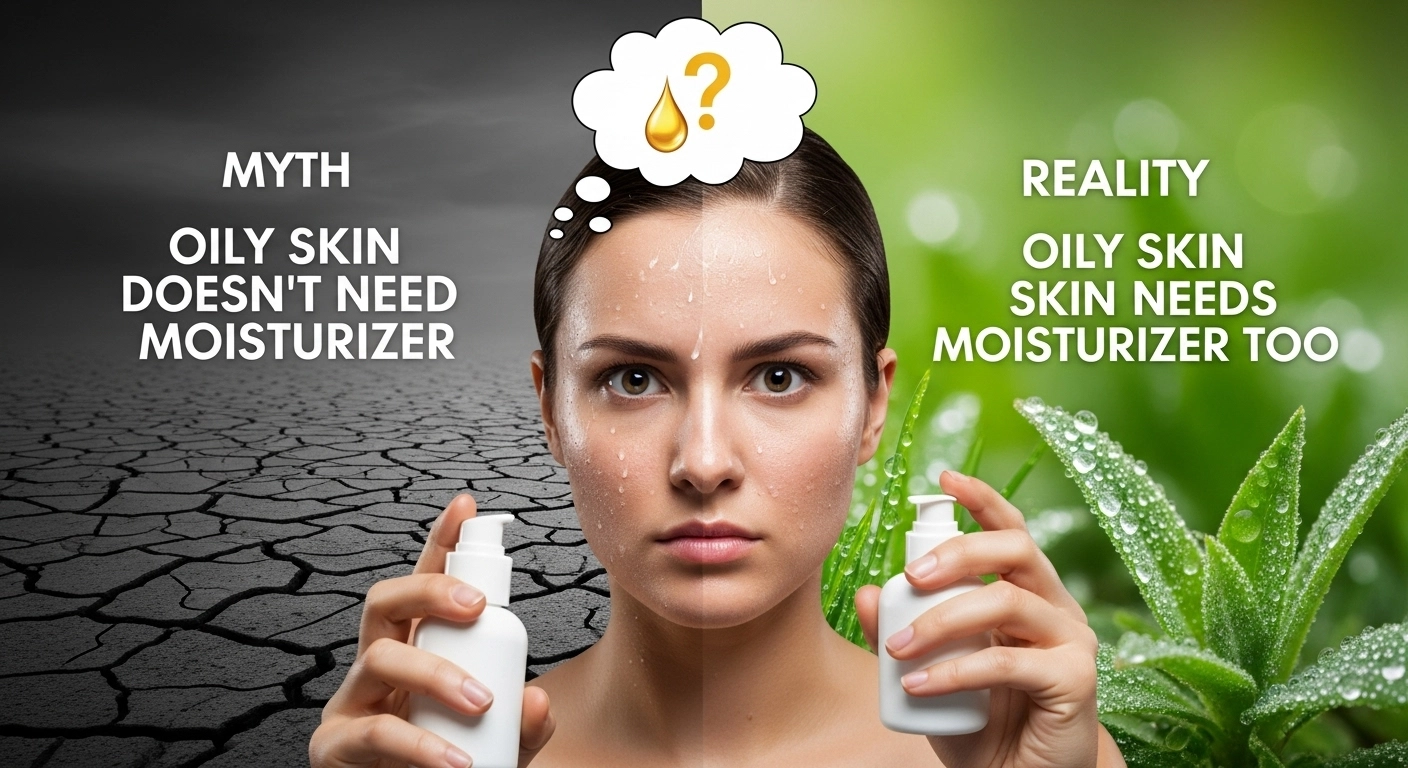 ?
MYTH
OILY SKIN
DOESN'T NEED
MOISTURIZER
REALITY
OILY SKIN
SKIN NEEDS
MOISTURIZER TOO